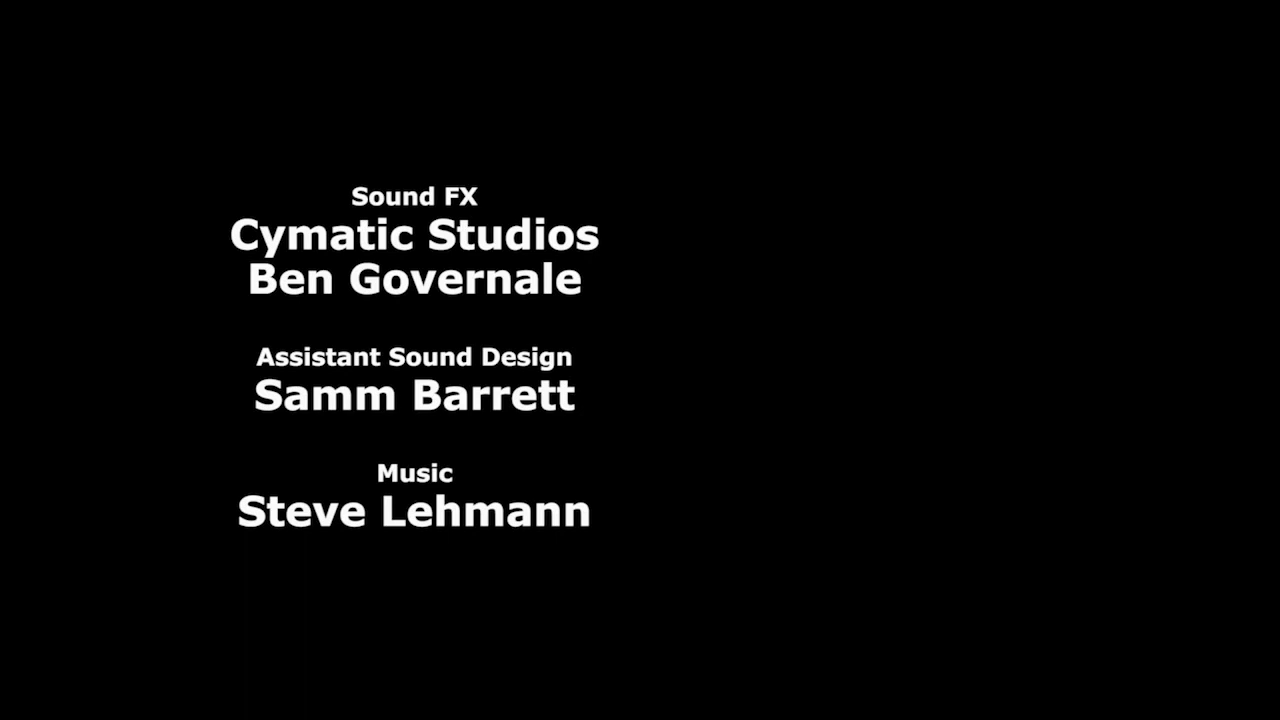 Sound FX
Cymatic Studios
Ben Governale
Assistant Sound Design
Samm Barrett
Music
Steve Lehmann